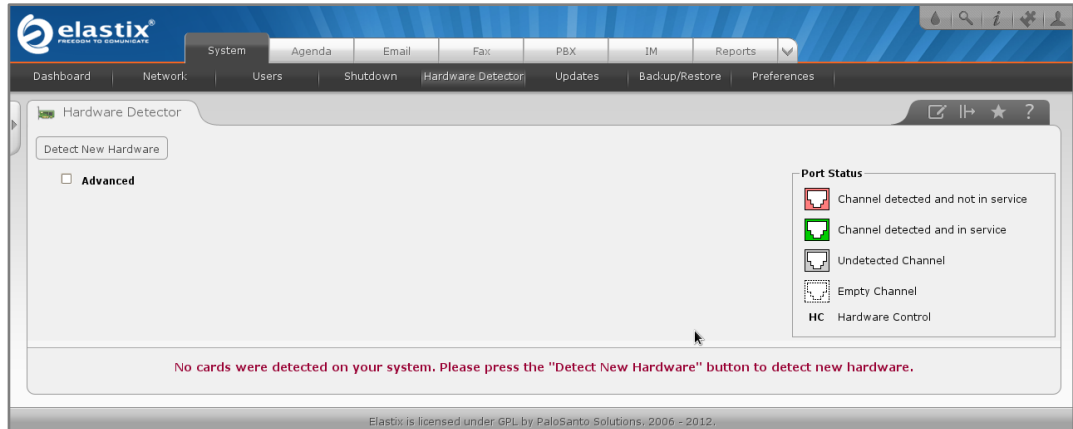 elastix®
FREEDOM TO COMMUNICATE
System Agenda Email Fax PBX IM Reports
Dashboard Network Users Shutdown Hardware Detector Updates Backup/Restore Preferences
Hardware Detector
Detect New Hardware
Advanced
Port Status
Channel detected and not in service
Channel detected and in service
Undetected Channel
Empty Channel
HC Hardware Control
No cards were detected on your system. Please press the "Detect New Hardware" button to detect new hardware.
Elastix is licensed under GPL by PaloSanto Solutions. 2006 - 2012.